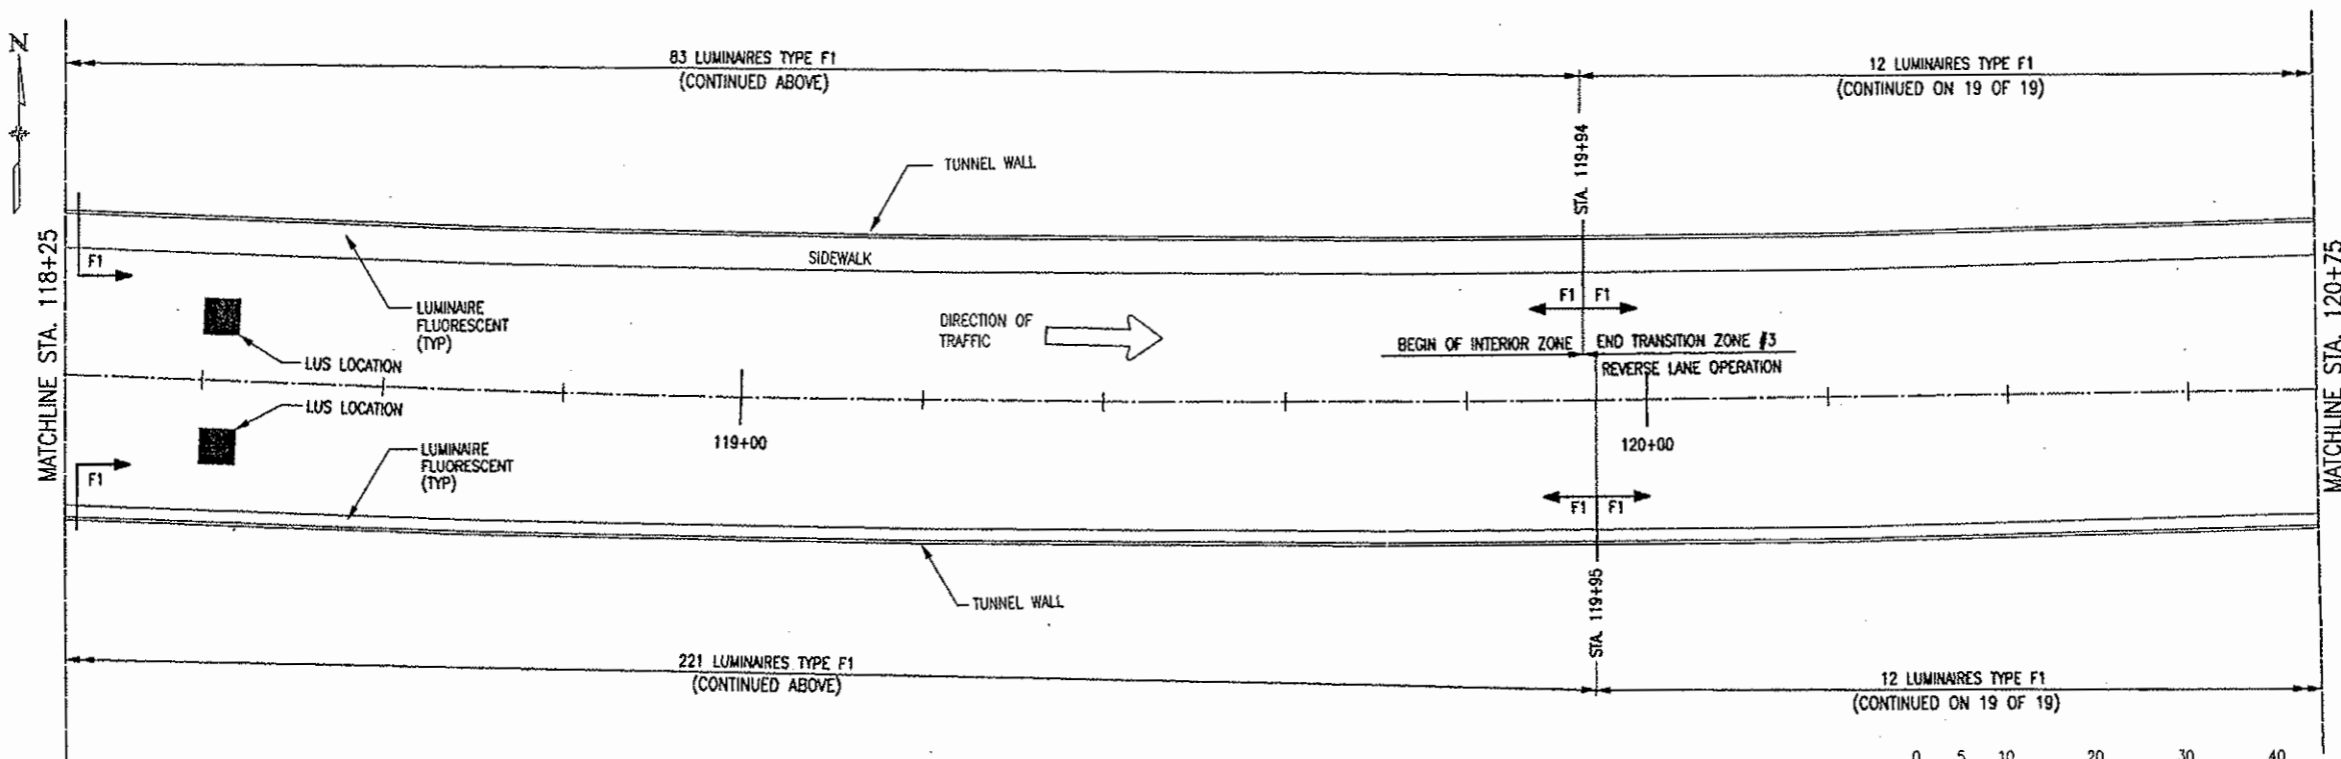 N
83 LUMINAIRES TYPE F1
(CONTINUED ABOVE)
12 LUMINAIRES TYPE F1
(CONTINUED ON 19 OF 19)
STA. 119+94
TUNNEL WALL
SIDEWALK
MATCHLINE STA. 118+25
MATCHLINE STA. 120+75
F1
LUMINAIRE
FLUORESCENT
(TYP)
LUS LOCATION
DIRECTION OF
TRAFFIC
F1 F1
BEGIN OF INTERIOR ZONE
END TRANSITION ZONE #3
REVERSE LANE OPERATION
LUS LOCATION
119+00
120+00
LUMINAIRE
FLUORESCENT
(TYP)
F1
F1 F1
TUNNEL WALL
STA. 119+95
221 LUMINAIRES TYPE F1
(CONTINUED ABOVE)
12 LUMINAIRES TYPE F1
(CONTINUED ON 19 OF 19)
0 5 10 20 30 40